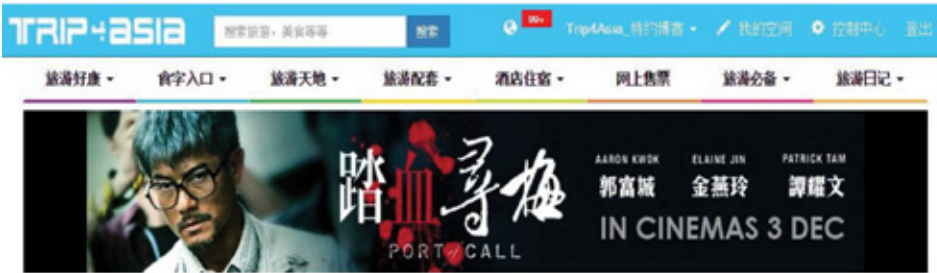 TRIP4asia 搜索旅游，美食等等 搜索 99+ Trip4Asia_特约博客 我的空间 控制中心 登出
旅游好康 食字入口 旅游天地 旅游配套 酒店住宿 网上售票 旅游必备 旅游日记
踏血尋梅
PORT of CALL
AARON KWOK ELAINE JIN PATRICK TAM
郭富城 金燕玲 譚耀文
IN CINEMAS 3 DEC